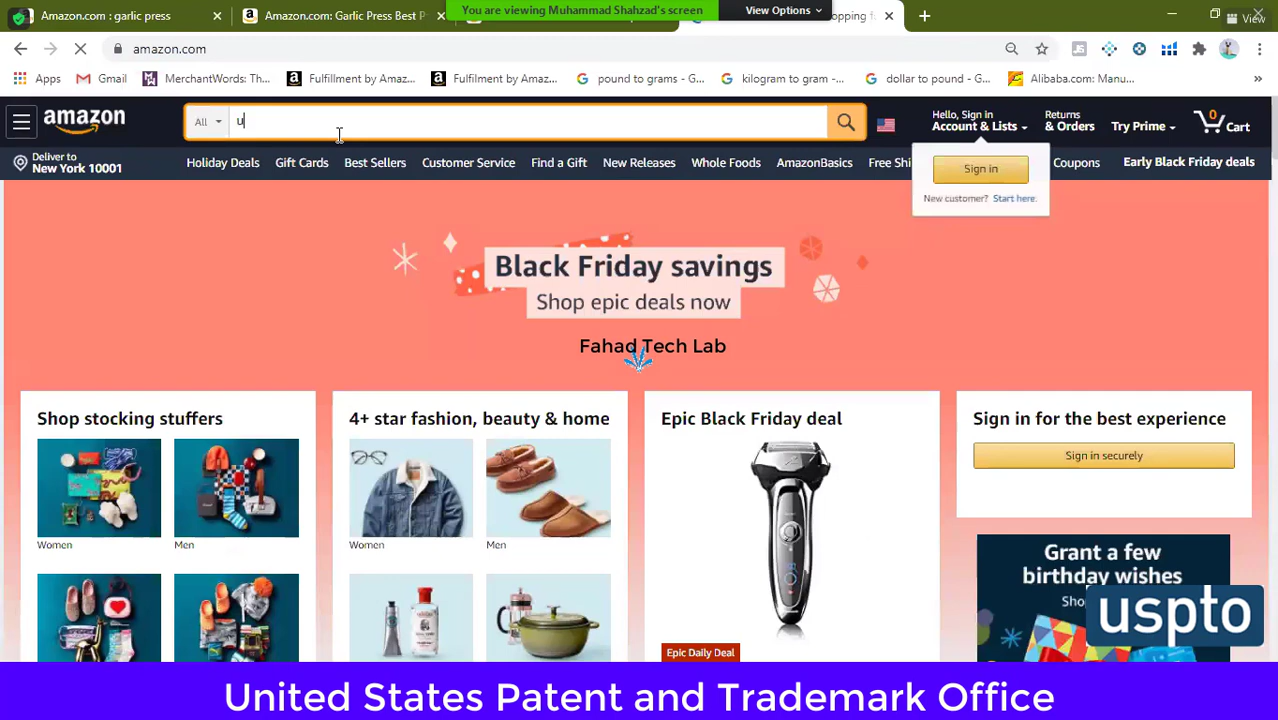 Amazon.com : garlic press
Amazon.com: Garlic Press Best P
You are viewing Muhammad Shahzad's screen
View Options
pping f
View
amazon.com
Apps
Gmail
MerchantWords: Th...
Fulfillment by Amaz...
Fulfilment by Amaz...
pound to grams - G...
kilogram to gram -...
dollar to pound - G...
Alibaba.com: Manu...
amazon
All
U
Hello, Sign in
Account & Lists
Returns
& Orders
Try Prime
0
Cart
Deliver to
New York 10001
Holiday Deals
Gift Cards
Best Sellers
Customer Service
Find a Gift
New Releases
Whole Foods
AmazonBasics
Free Shi
Coupons
Early Black Friday deals
Sign in
New customer? Start here.
Black Friday savings
Shop epic deals now
Fahad Tech Lab
Shop stocking stuffers
Women
Men
4+ star fashion, beauty & home
Women
Men
Epic Black Friday deal
Epic Daily Deal
Sign in for the best experience
Sign in securely
Grant a few
birthday wishes
Sho
uspto
United States Patent and Trademark Office